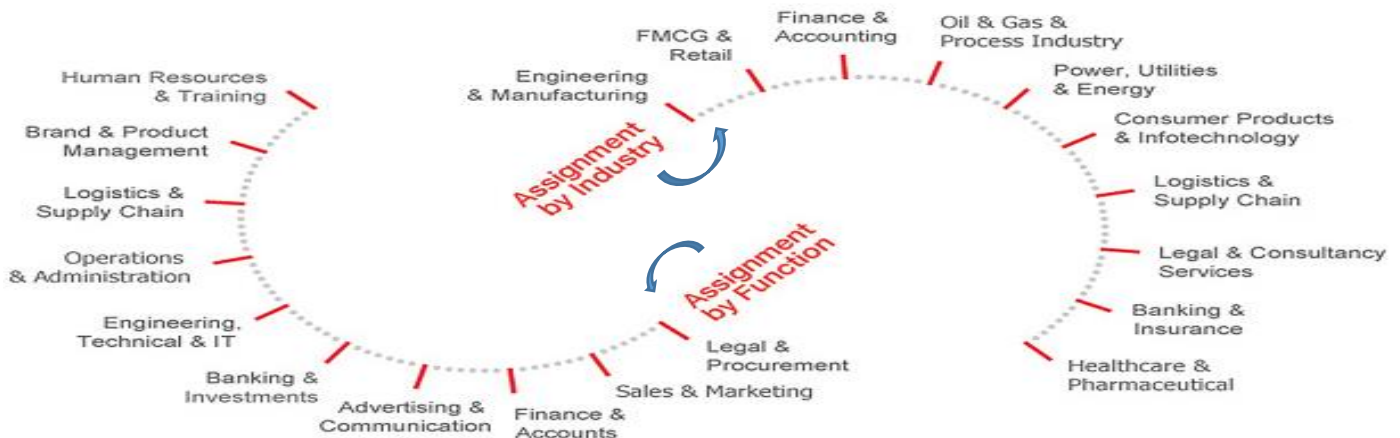 Assignment
by Industry
Engineering
& Manufacturing
FMCG &
Retail
Finance &
Accounting
Oil & Gas &
Process Industry
Power, Utilities
& Energy
Consumer Products
& Infotechnology
Logistics &
Supply Chain
Legal & Consultancy
Services
Banking &
Insurance
Healthcare &
Pharmaceutical
Assignment
by Function
Legal &
Procurement
Sales & Marketing
Finance &
Accounts
Advertising &
Communication
Banking &
Investments
Engineering,
Technical & IT
Operations
& Administration
Logistics &
Supply Chain
Brand & Product
Management
Human Resources
& Training